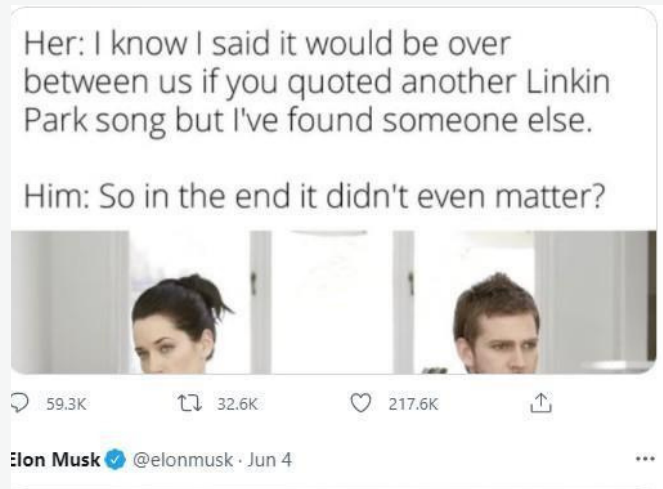 Her: I know I said it would be over
between us if you quoted another Linkin
Park song but I've found someone else.
Him: So in the end it didn't even matter?
59.3K 32.6K 217.6K
Elon Musk @elonmusk · Jun 4